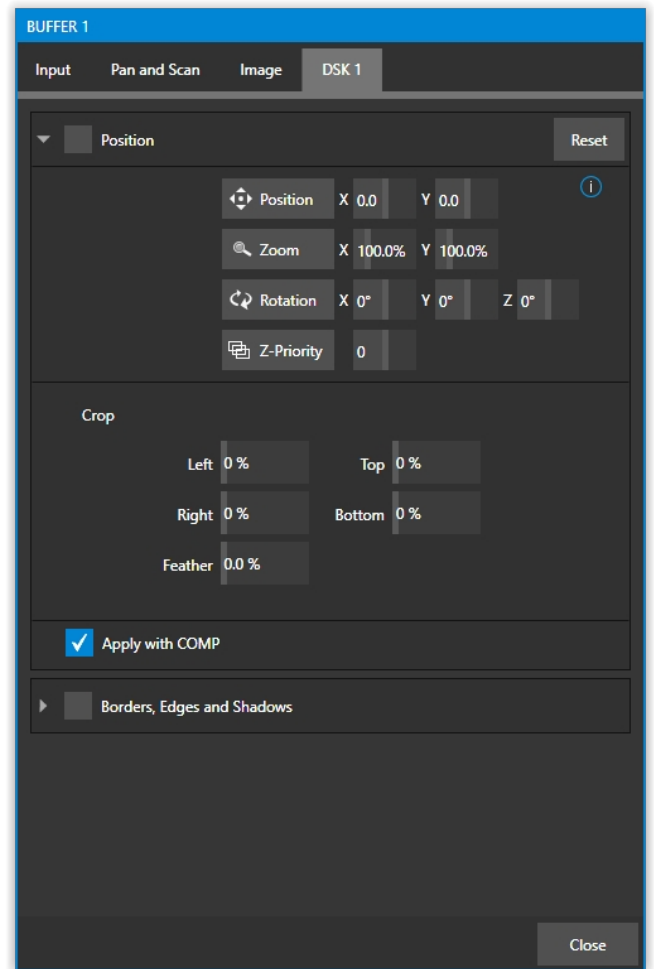 BUFFER 1
Input Pan and Scan Image DSK 1
Position Reset
Position X 0.0 Y 0.0
Zoom X 100.0% Y 100.0%
Rotation X 0° Y 0° Z 0°
Z-Priority 0
Crop
Left 0 % Top 0 %
Right 0 % Bottom 0 %
Feather 0.0 %
Apply with COMP
Borders, Edges and Shadows
Close